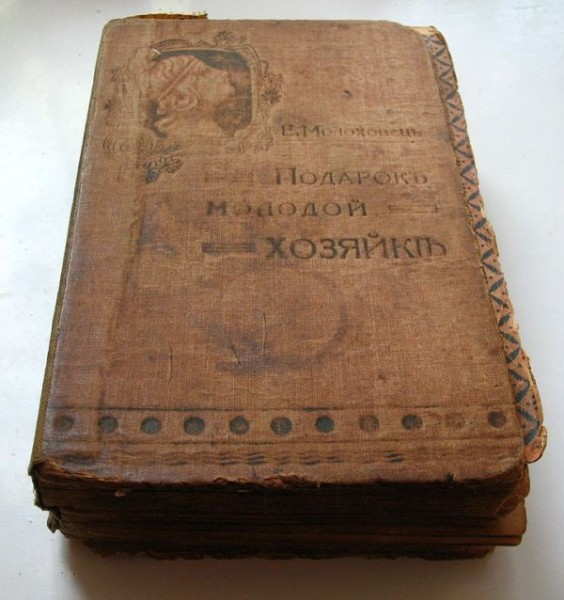 Е. Молоховецъ
Подарокъ
молодой
хозяйкѣ